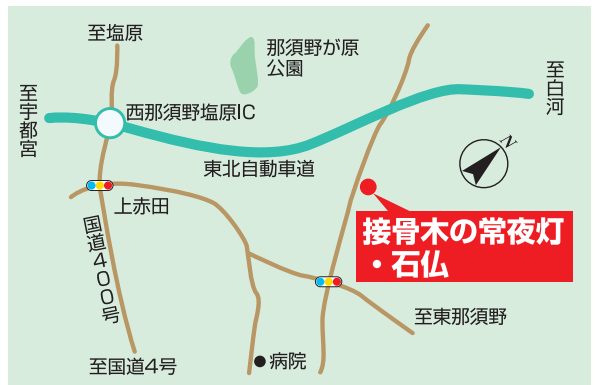 至塩原
那須野が原
公園
至白河
至宇都宮
西那須野塩原IC
東北自動車道
N
上赤田
接骨木の常夜灯
・石仏
国道400号
至東那須野
至国道4号
病院